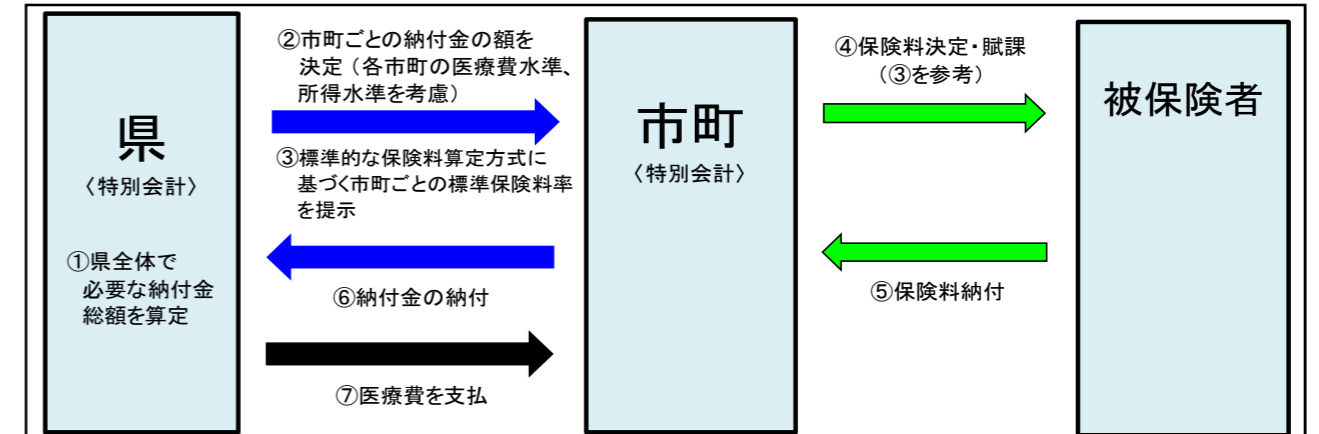 県
〈特別会計〉
①県全体で
必要な納付金
総額を算定
②市町ごとの納付金の額を
決定（各市町の医療費水準、
所得水準を考慮）
③標準的な保険料算定方式に
基づく市町ごとの標準保険料率
を提示
⑥納付金の納付
⑦医療費を支払
市町
〈特別会計〉
④保険料決定・賦課
（③を参考）
⑤保険料納付
被保険者